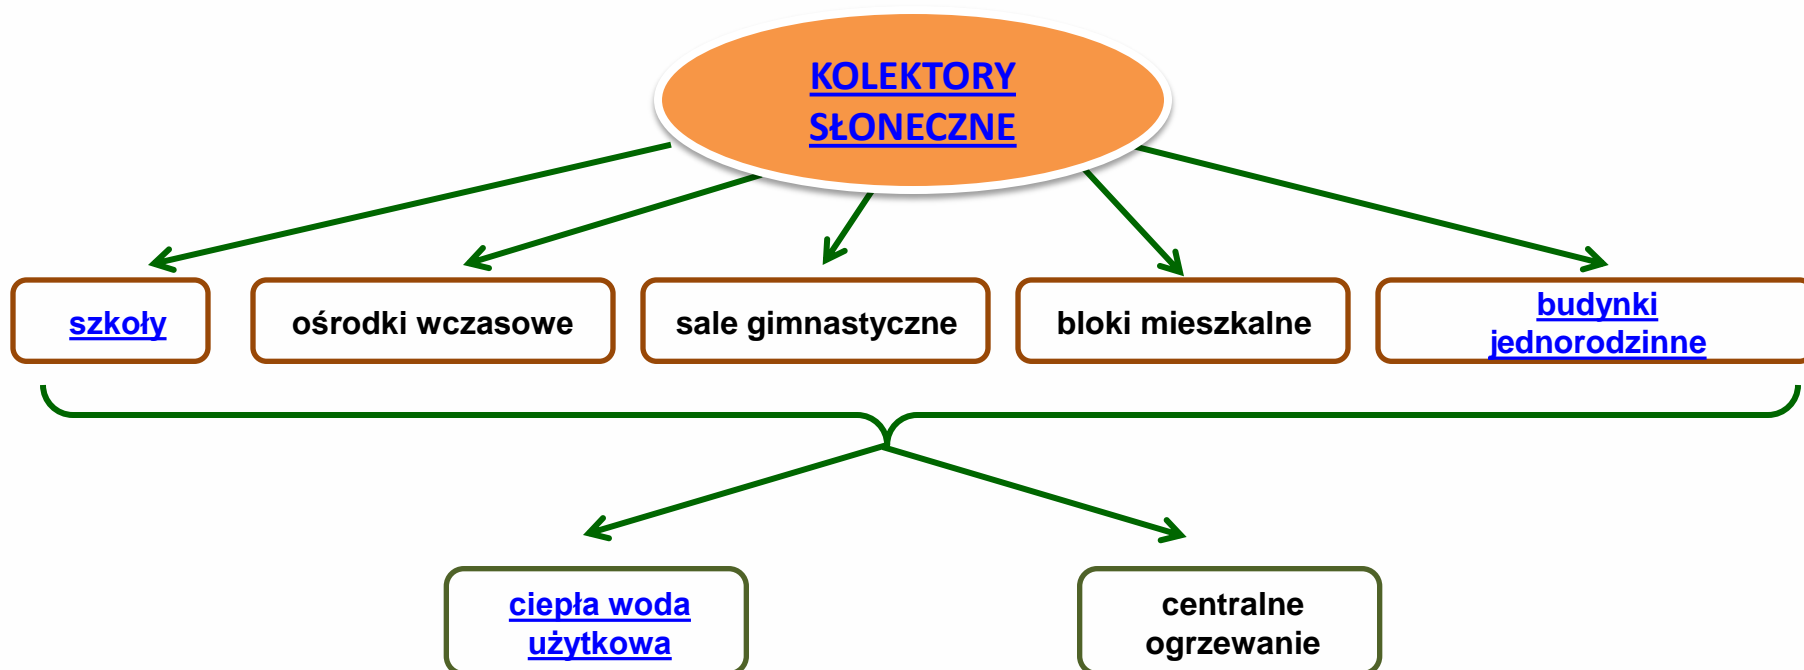 KOLEKTORY
SŁONECZNE
szkoły
ośrodki wczasowe
sale gimnastyczne
bloki mieszkalne
budynki
jednorodzinne
ciepła woda
użytkowa
centralne
ogrzewanie